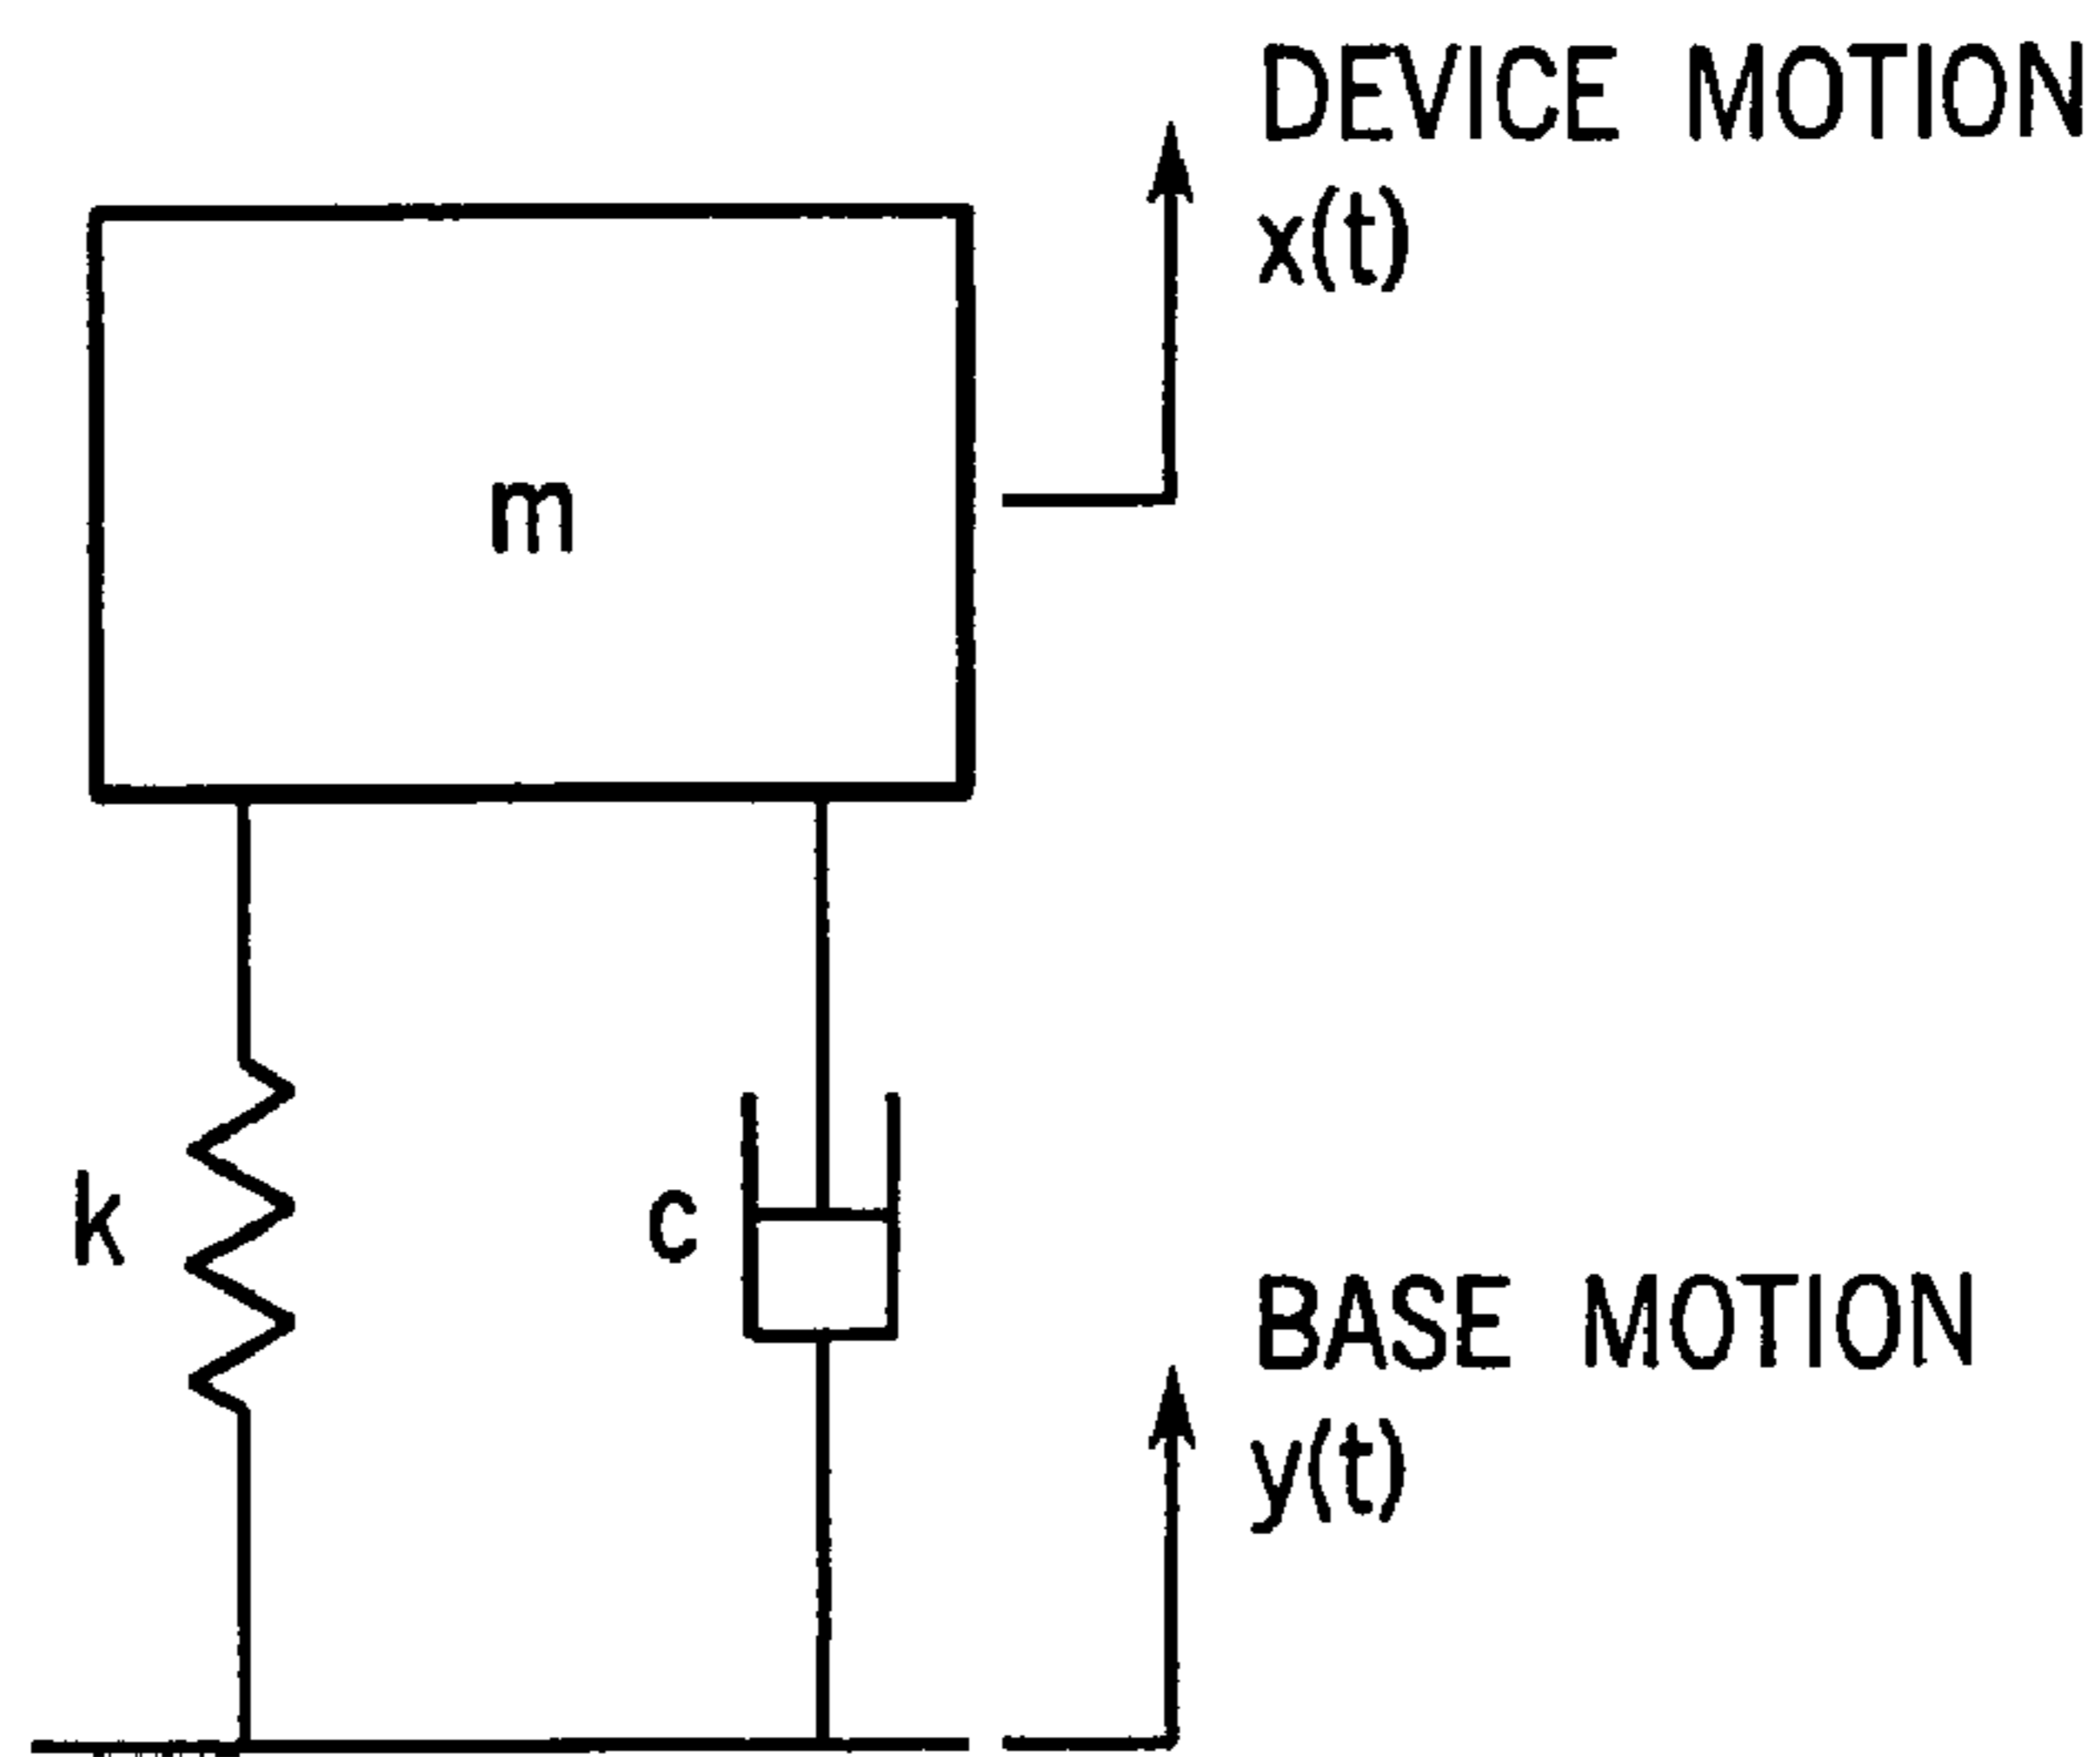 DEVICE MOTION
x(t)
m
k
c
BASE MOTION
y(t)